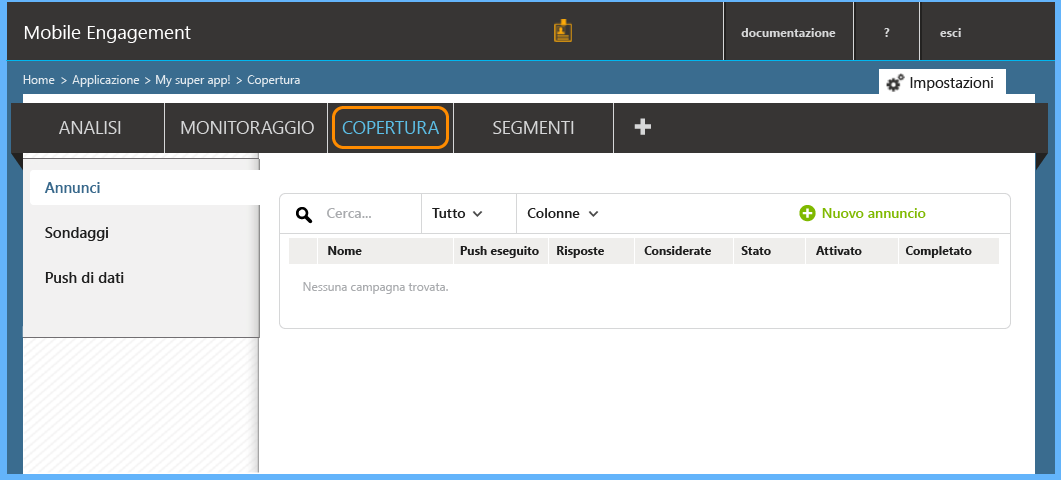 Mobile Engagement
documentazione ? esci
Home > Applicazione > My super app! > Copertura
Impostazioni
ANALISI MONITORAGGIO COPERTURA SEGMENTI
Annunci
Sondaggi
Push di dati
Cerca... Tutto Colonne Nuovo annuncio
Nome Push eseguito Risposte Considerate Stato Attivato Completato
Nessuna campagna trovata.